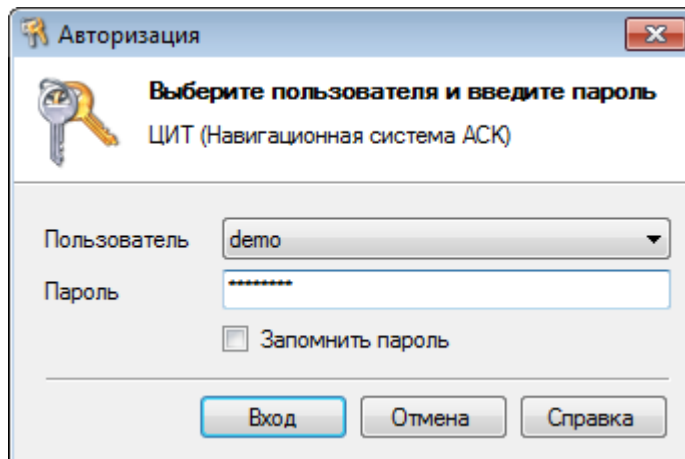 Авторизация
Выберите пользователя и введите пароль
ЦИТ (Навигационная система АСК)
Пользователь demo
Пароль ********
Запомнить пароль
Вход Отмена Справка